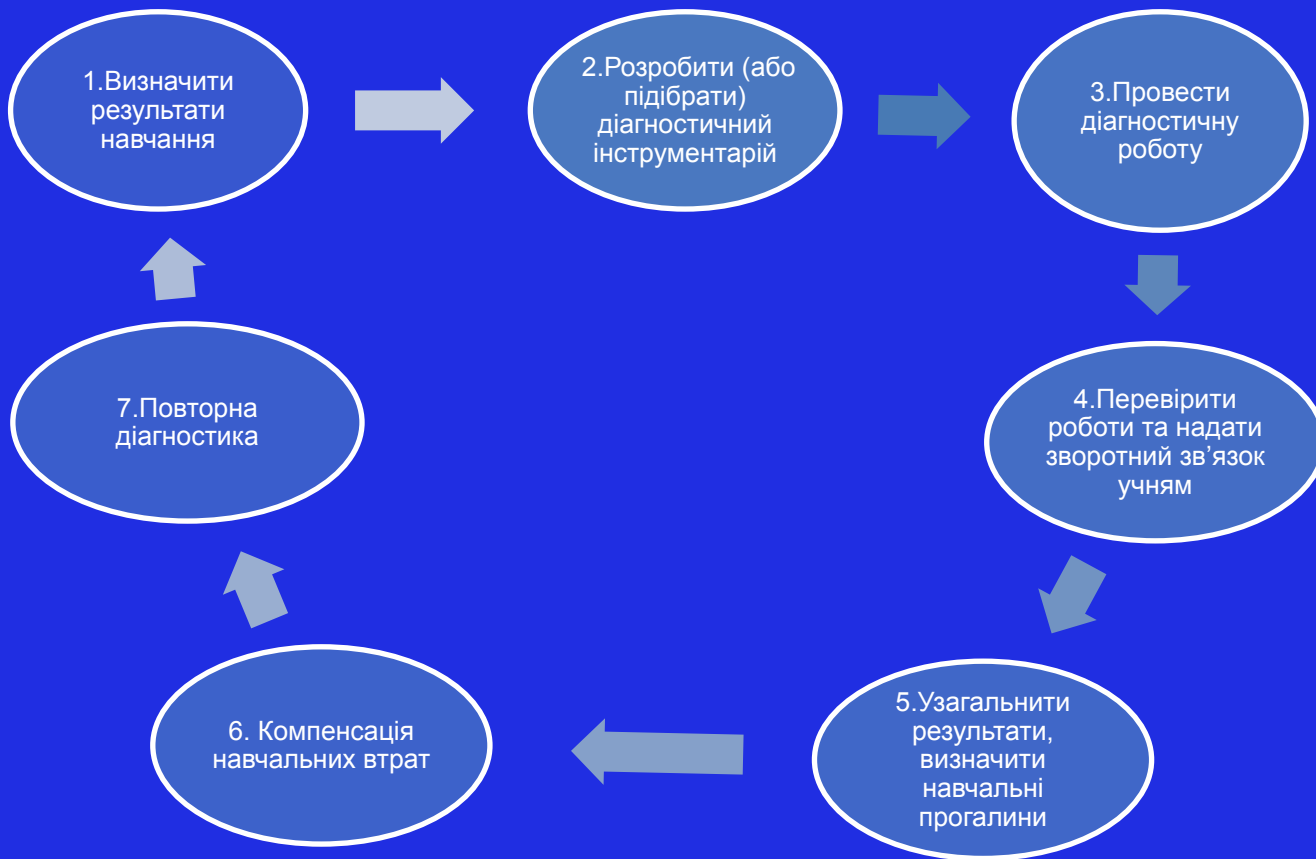 1.Визначити
результати
навчання
2.Розробити (або
підібрати)
діагностичний
інструментарій
3.Провести
діагностичну
роботу
4.Перевірити
роботи та надати
зворотний зв’язок
учням
5.Узагальнити
результати,
визначити
навчальні
прогалини
6. Компенсація
навчальних втрат
7.Повторна
діагностика